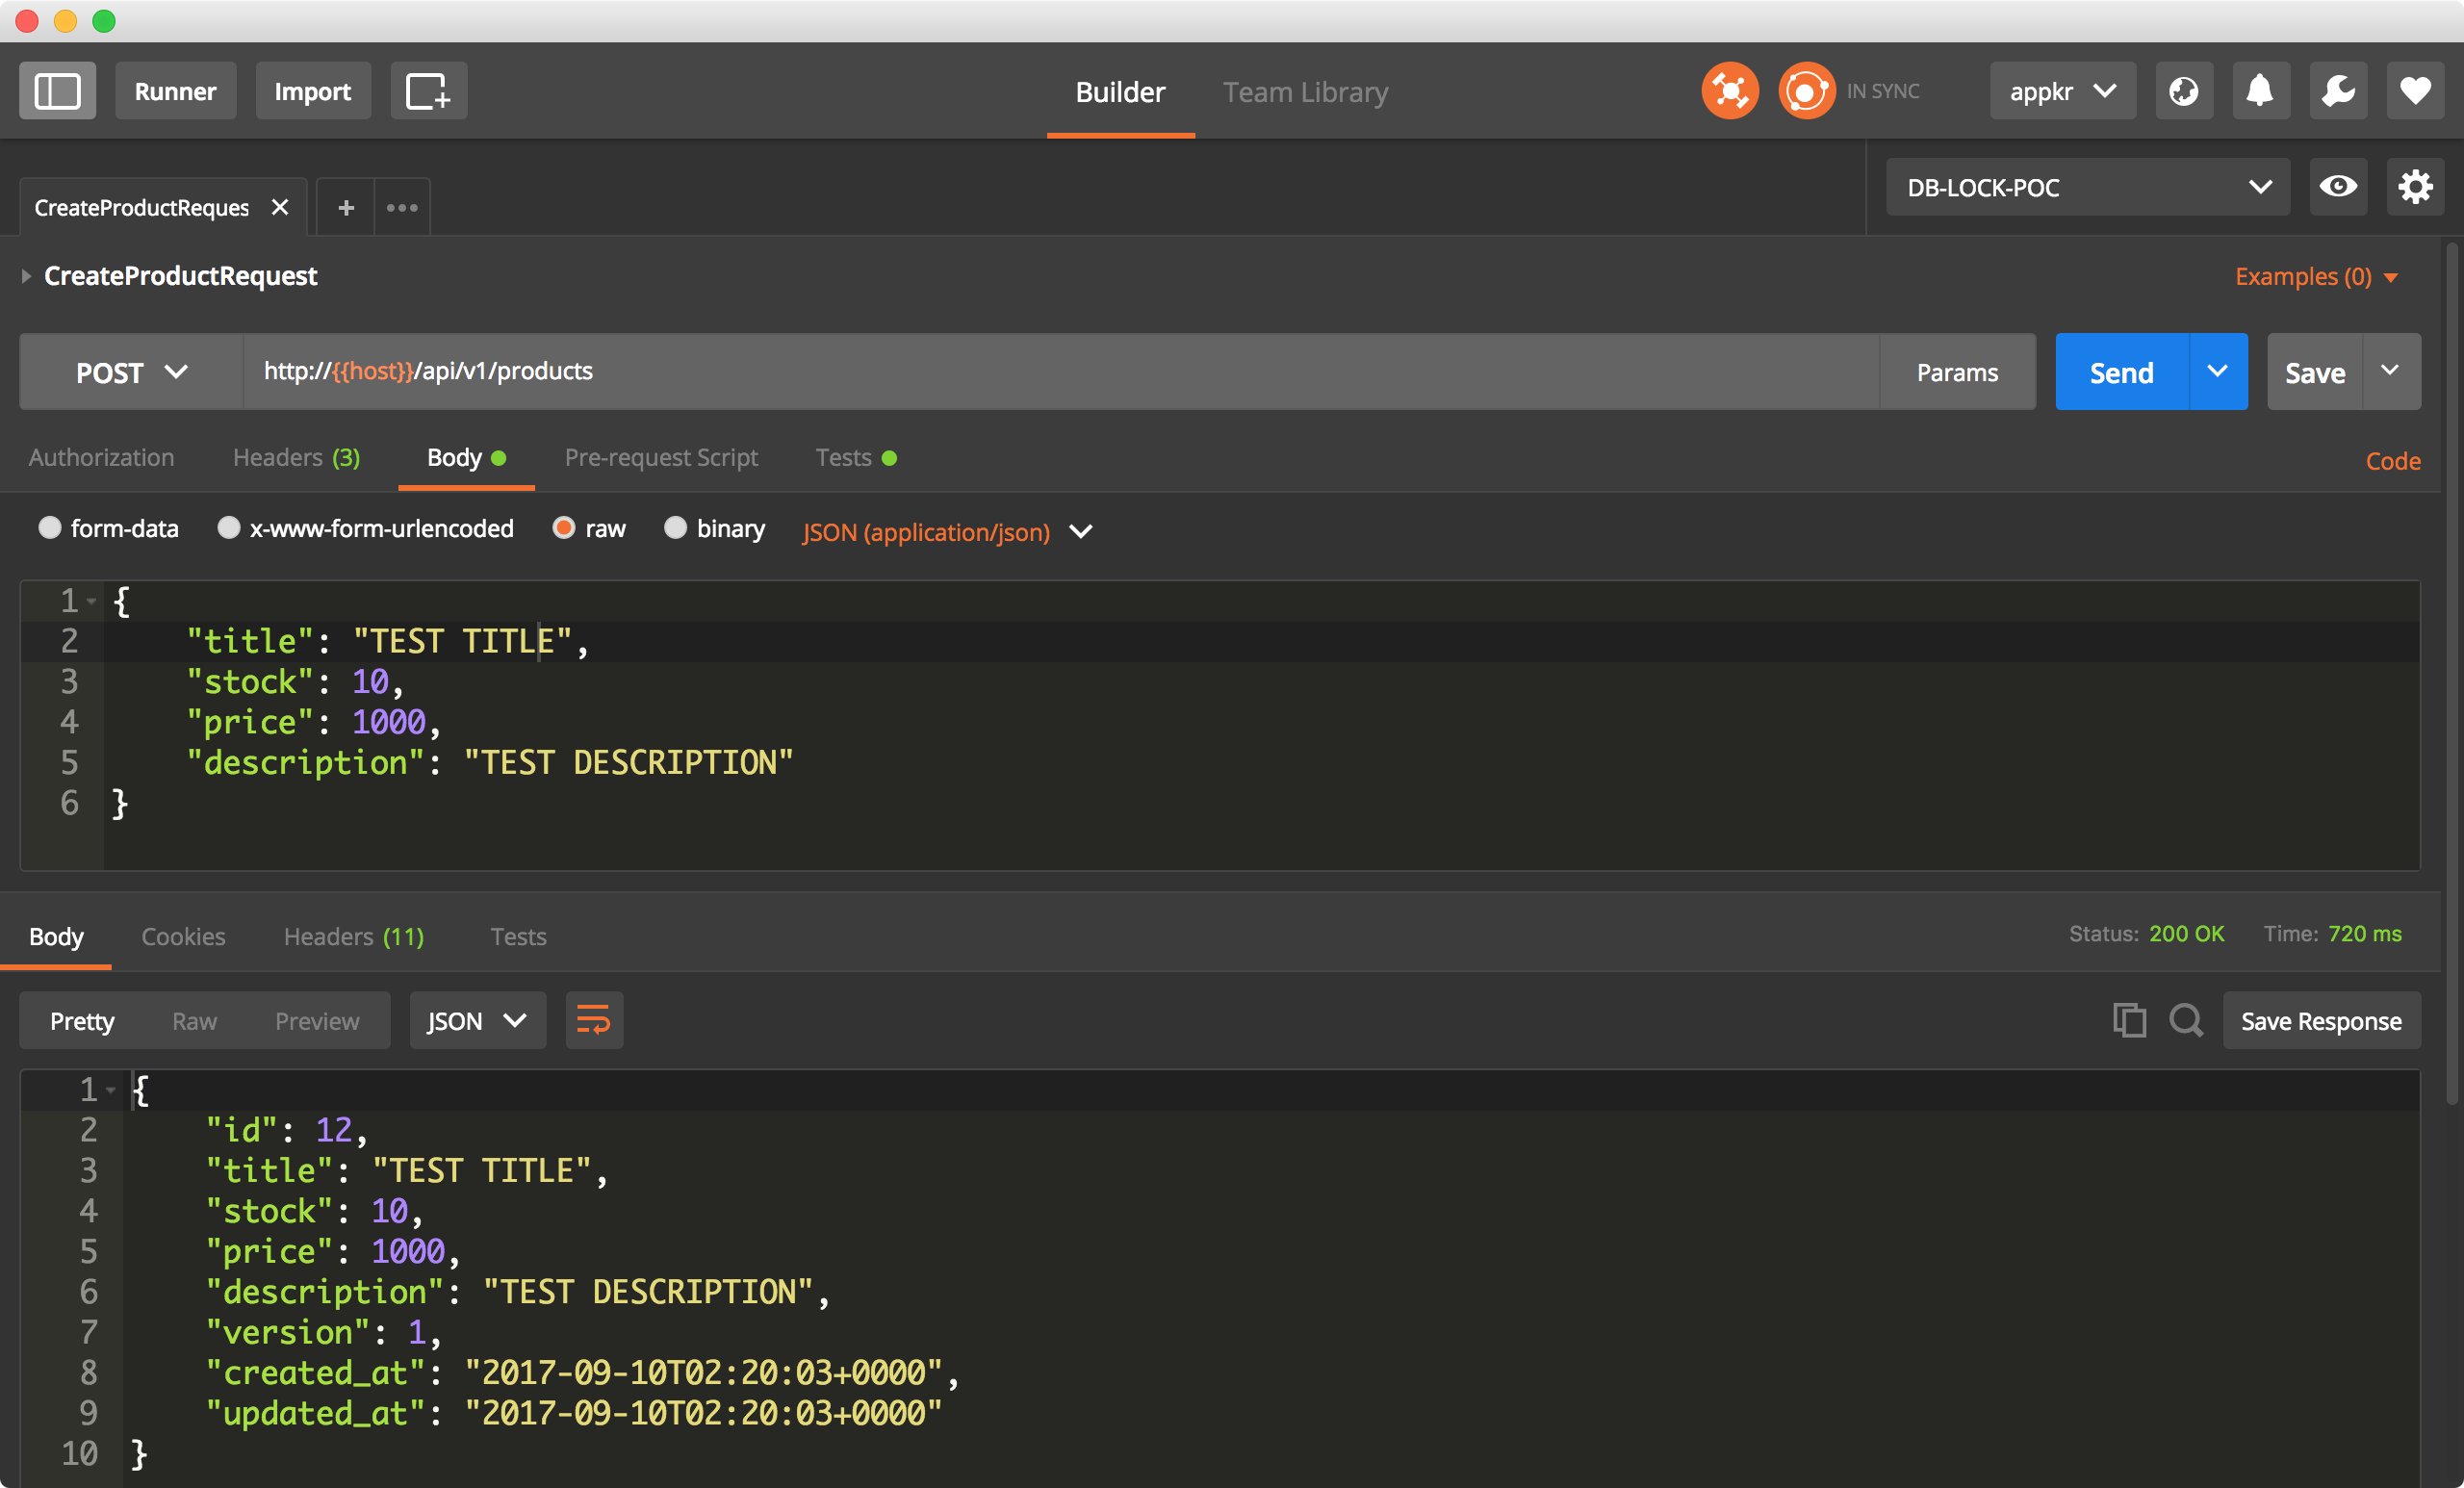 Runner Import Builder Team Library IN SYNC appkr
CreateProductReques + DB-LOCK-POC
CreateProductRequest Examples (0)
POST http://{{host}}/api/v1/products Params Send Save
Authorization Headers (3) Body Pre-request Script Tests Code
form-data x-www-form-urlencoded raw binary JSON (application/json)
1 {
2 "title": "TEST TITLE",
3 "stock": 10,
4 "price": 1000,
5 "description": "TEST DESCRIPTION"
6 }
Body Cookies Headers (11) Tests Status: 200 OK Time: 720 ms
Pretty Raw Preview JSON Save Response
1 {
2 "id": 12,
3 "title": "TEST TITLE",
4 "stock": 10,
5 "price": 1000,
6 "description": "TEST DESCRIPTION",
7 "version": 1,
8 "created_at": "2017-09-10T02:20:03+0000",
9 "updated_at": "2017-09-10T02:20:03+0000"
10 }